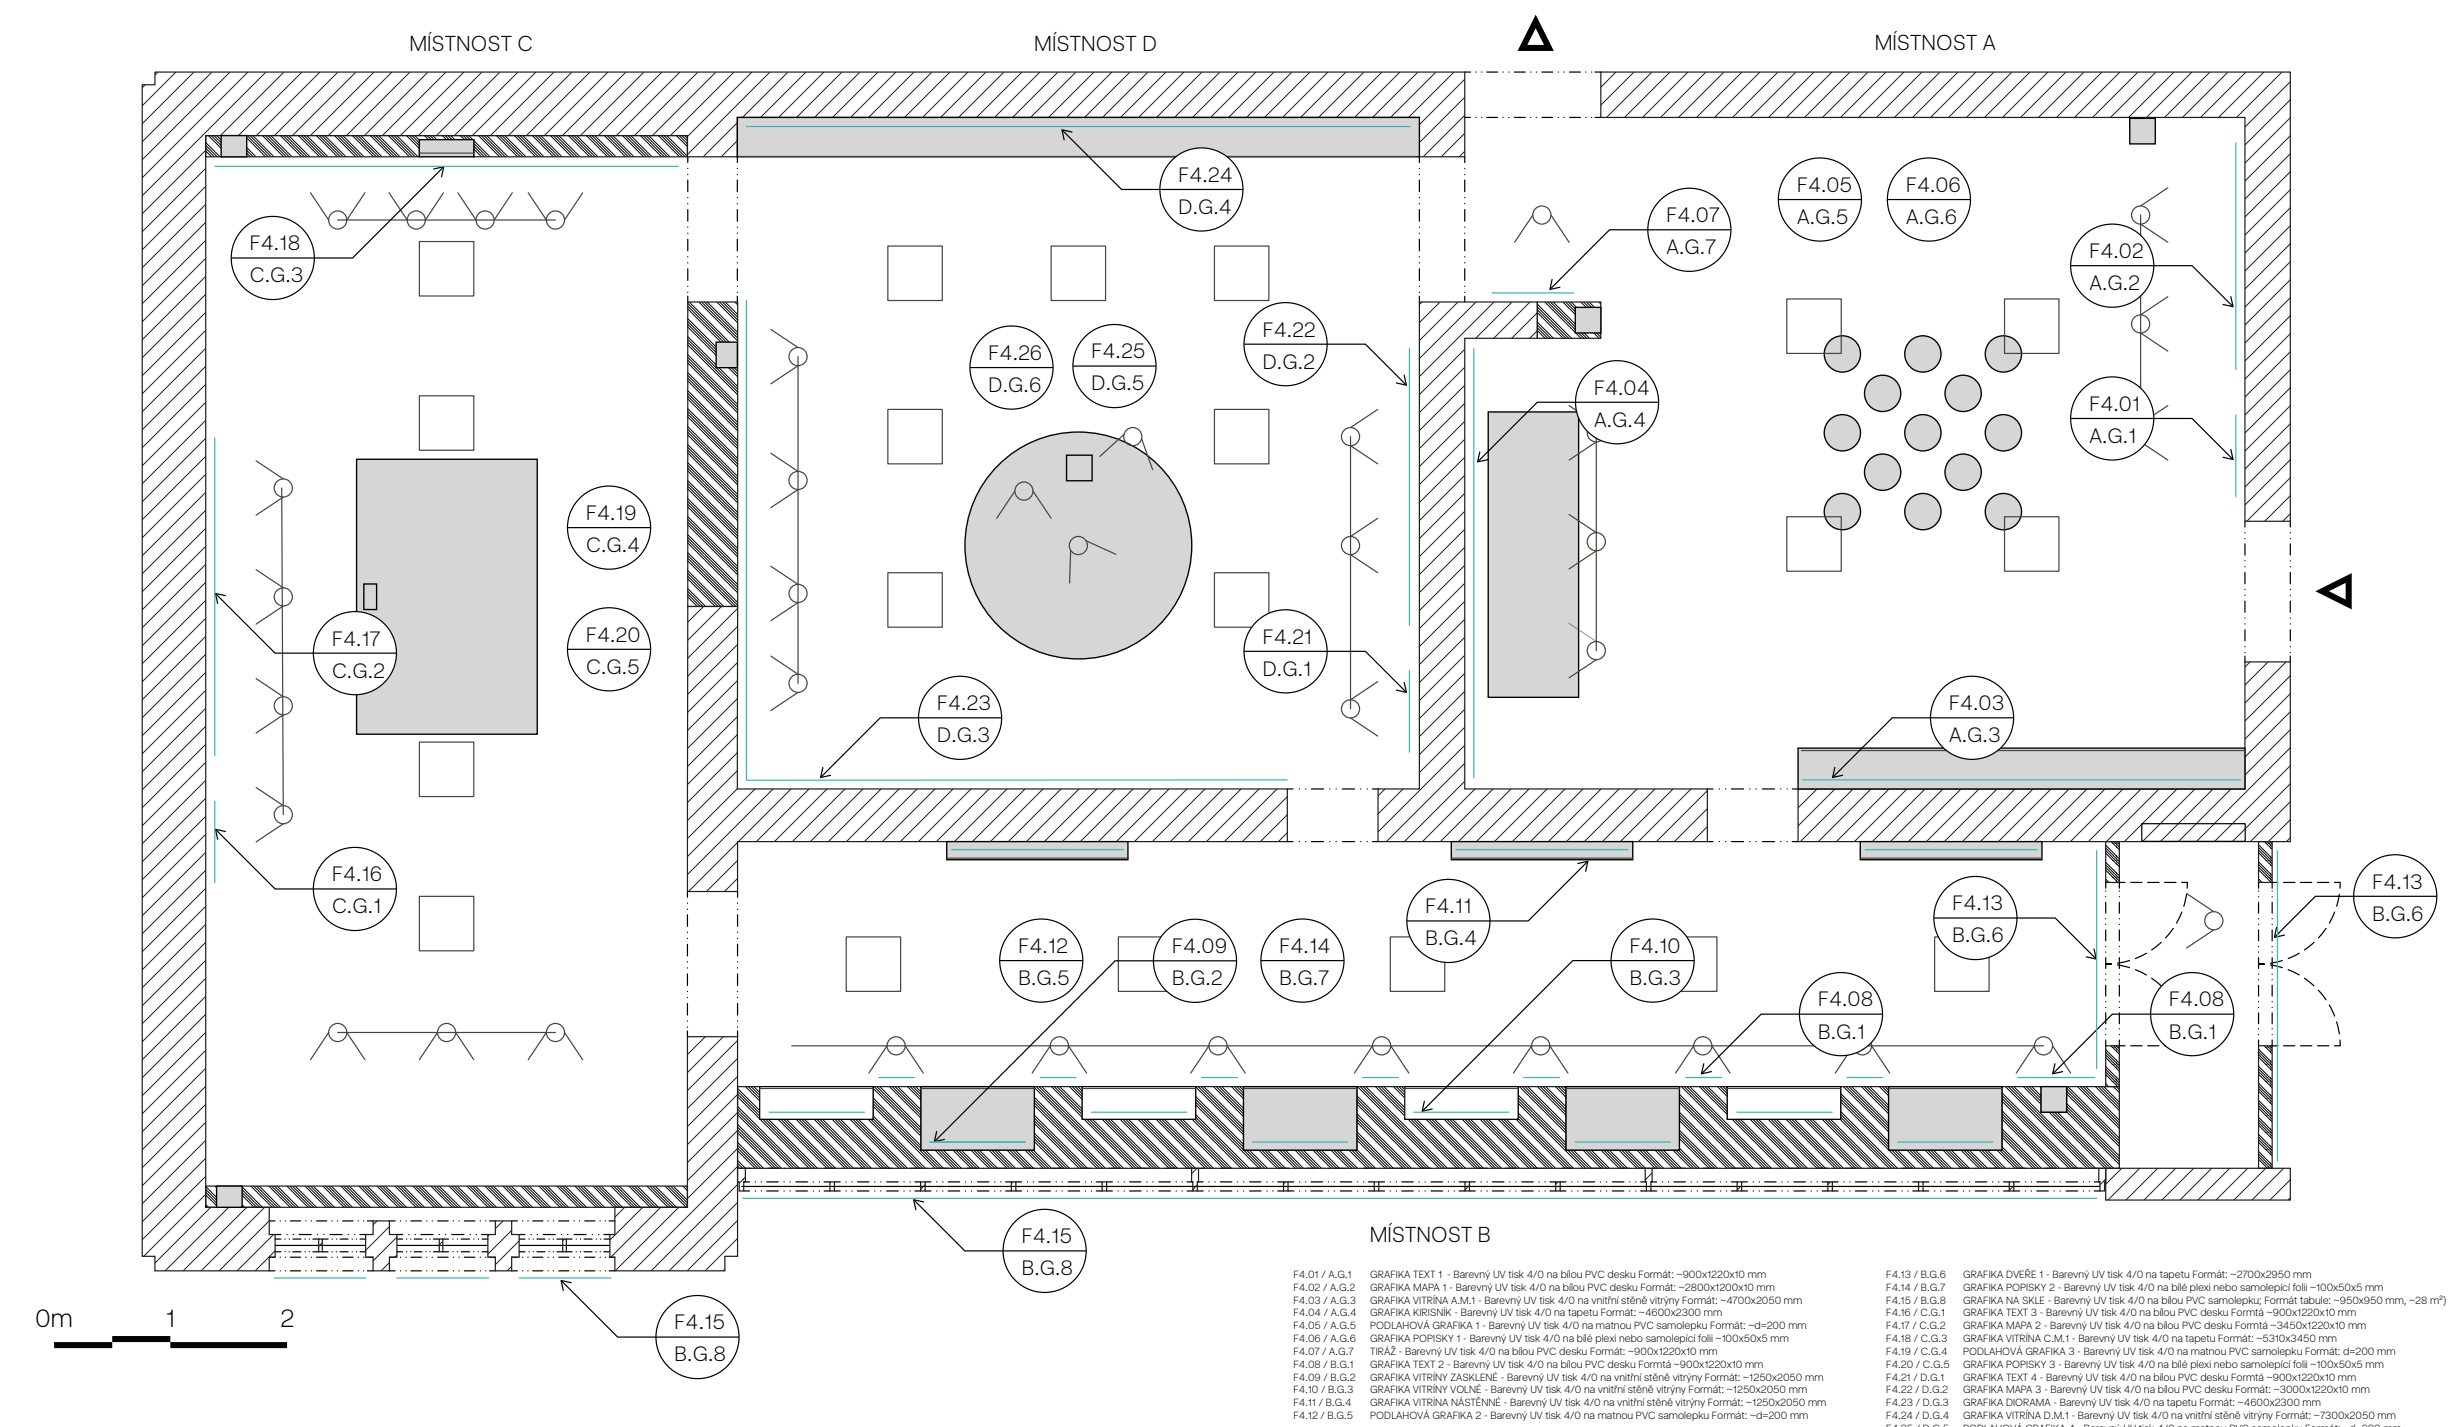 MÍSTNOST C
MÍSTNOST D
MÍSTNOST A
F4.24
D.G.4
F4.05
A.G.5
F4.06
A.G.6
F4.07
A.G.7
F4.18
C.G.3
F4.02
A.G.2
F4.22
D.G.2
F4.26
D.G.6
F4.25
D.G.5
F4.04
A.G.4
F4.01
A.G.1
F4.19
C.G.4
F4.17
C.G.2
F4.20
C.G.5
F4.21
D.G.1
F4.23
D.G.3
F4.03
A.G.3
F4.16
C.G.1
F4.11
B.G.4
F4.13
B.G.6
F4.13
B.G.6
F4.12
B.G.5
F4.09
B.G.2
F4.14
B.G.7
F4.10
B.G.3
F4.08
B.G.1
F4.08
B.G.1
F4.15
B.G.8
MÍSTNOST B
F4.15
B.G.8
0m 1 2
F4.01 / A.G.1 GRAFIKA TEXT 1 - Barevný UV tisk 4/0 na bílou PVC desku Formát: ~900x1220x10 mm
F4.02 / A.G.2 GRAFIKA MAPA 1 - Barevný UV tisk 4/0 na bílou PVC desku Formát: ~2800x1200x10 mm
F4.03 / A.G.3 GRAFIKA VITRÍNA A.M.1 - Barevný UV tisk 4/0 na vnitřní stěně vitrýny Formát: ~4700x2050 mm
F4.04 / A.G.4 GRAFIKA KIRISNÍK - Barevný UV tisk 4/0 na tapetu Formát: ~4600x2300 mm
F4.05 / A.G.5 PODLAHOVÁ GRAFIKA 1 - Barevný UV tisk 4/0 na matnou PVC samolepku Formát: ~d=200 mm
F4.06 / A.G.6 GRAFIKA POPISKY 1 - Barevný UV tisk 4/0 na bílé plexi nebo samolepící folii ~100x50x5 mm
F4.07 / A.G.7 TIRÁŽ - Barevný UV tisk 4/0 na bílou PVC desku Formát: ~900x1220x10 mm
F4.08 / B.G.1 GRAFIKA TEXT 2 - Barevný UV tisk 4/0 na bílou PVC desku Formtá ~900x1220x10 mm
F4.09 / B.G.2 GRAFIKA VITRÍNY ZASKLENÉ - Barevný UV tisk 4/0 na vnitřní stěně vitrýny Formát: ~1250x2050 mm
F4.10 / B.G.3 GRAFIKA VITRÍNY VOLNÉ - Barevný UV tisk 4/0 na vnitřní stěně vitrýny Formát: ~1250x2050 mm
F4.11 / B.G.4 GRAFIKA VITRÍNA NÁSTĚNNÉ - Barevný UV tisk 4/0 na vnitřní stěně vitrýny Formát: ~1250x2050 mm
F4.12 / B.G.5 PODLAHOVÁ GRAFIKA 2 - Barevný UV tisk 4/0 na matnou PVC samolepku Formát: ~d=200 mm
F4.13 / B.G.6 GRAFIKA DVEŘE 1 - Barevný UV tisk 4/0 na tapetu Formát: ~2700x2950 mm
F4.14 / B.G.7 GRAFIKA POPISKY 2 - Barevný UV tisk 4/0 na bílé plexi nebo samolepící folii ~100x50x5 mm
F4.15 / B.G.8 GRAFIKA NA SKLE - Barevný UV tisk 4/0 na bílou PVC samolepku; Formát tabule: ~950x950 mm, ~28 m²)
F4.16 / C.G.1 GRAFIKA TEXT 3 - Barevný UV tisk 4/0 na bílou PVC desku Formtá ~900x1220x10 mm
F4.17 / C.G.2 GRAFIKA MAPA 2 - Barevný UV tisk 4/0 na bílou PVC desku Formtá ~3450x1220x10 mm
F4.18 / C.G.3 GRAFIKA VITRÍNA C.M.1 - Barevný UV tisk 4/0 na tapetu Formát: ~5310x3450 mm
F4.19 / C.G.4 PODLAHOVÁ GRAFIKA 3 - Barevný UV tisk 4/0 na matnou PVC samolepku Formát: d=200 mm
F4.20 / C.G.5 GRAFIKA POPISKY 3 - Barevný UV tisk 4/0 na bílé plexi nebo samolepící folii ~100x50x5 mm
F4.21 / D.G.1 GRAFIKA TEXT 4 - Barevný UV tisk 4/0 na bílou PVC desku Formtá ~900x1220x10 mm
F4.22 / D.G.2 GRAFIKA MAPA 3 - Barevný UV tisk 4/0 na bílou PVC desku Formát: ~3000x1220x10 mm
F4.23 / D.G.3 GRAFIKA DIORAMA - Barevný UV tisk 4/0 na tapetu Formát: ~4600x2300 mm
F4.24 / D.G.4 GRAFIKA VITRÍNA D.M.1 - Barevný UV tisk 4/0 na vnitřní stěně vitrýny Formát: ~7300x2050 mm